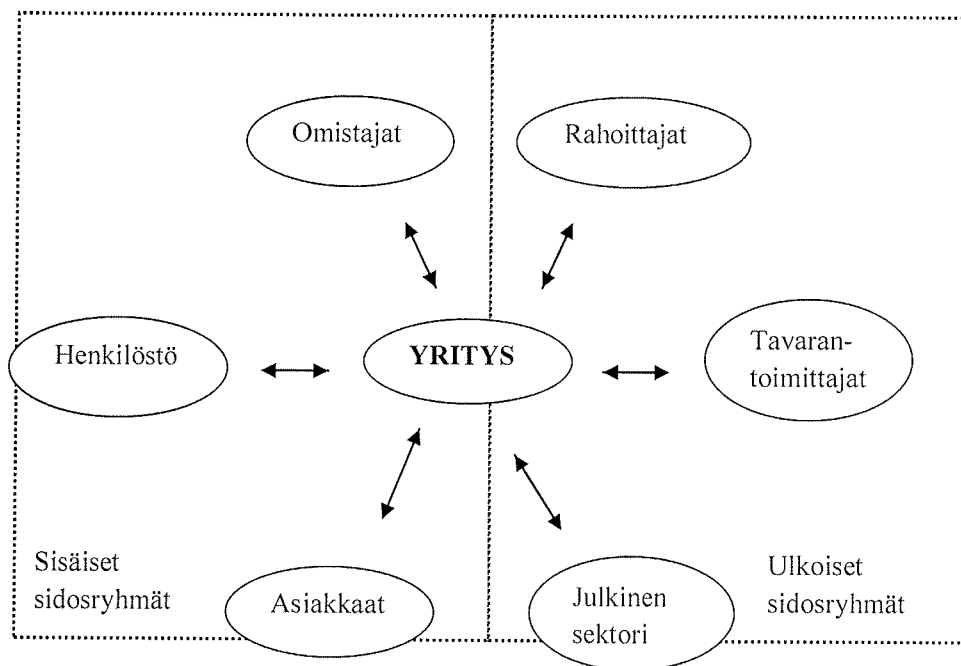 Omistajat
Rahoittajat
Henkilöstö
YRITYS
Tavaran-
toimittajat
Sisäiset
sidosryhmät
Asiakkaat
Julkinen
sektori
Ulkoiset
sidosryhmät